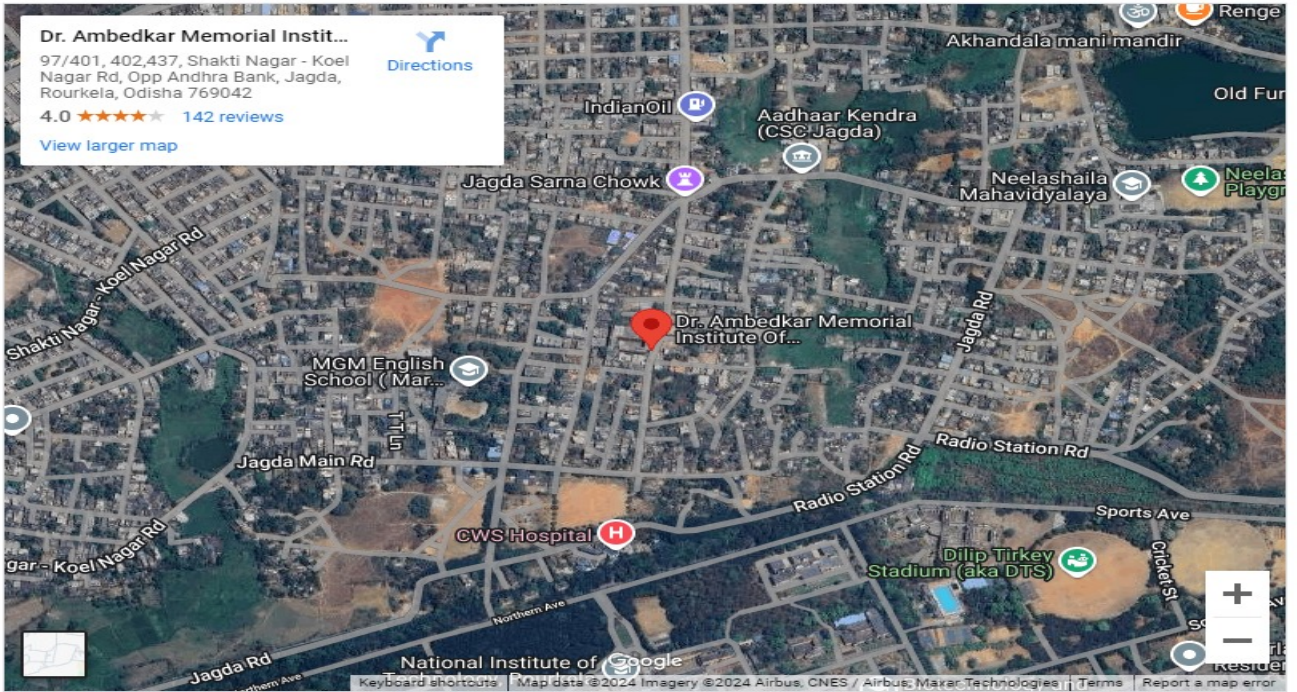 Dr. Ambedkar Memorial Instit...
97/401, 402,437, Shakti Nagar - Koel
Nagar Rd, Opp Andhra Bank, Jagda,
Rourkela, Odisha 769042
4.0
142 reviews
View larger map
Directions
Renge
Akhandala mani mandir
Old Fur
IndianOil
Aadhaar Kendra
(CSC Jagda)
Jagda Sarna Chowk
Neelashaila
Mahavidyalaya
Neelas
Playgr
Shakti Nagar - Koel Nagar Rd
Jagda Rd
Dr. Ambedkar Memorial
Institute Of...
MGM English
School ( Mar...
T T Ln
Jagda Main Rd
Radio Station Rd
Radio Station Rd
Sports Ave
CWS Hospital
H
gar - Koel Nagar Rd
Dilip Tirkey
Stadium (aka DTS)
Cricket St
Northern Ave
+
−
Jagda Rd
National Institute of
Google
Keyboard shortcuts
Map data ©2024 Imagery ©2024 Airbus, CNES / Airbus, Maxar Technologies
Terms
Report a map error